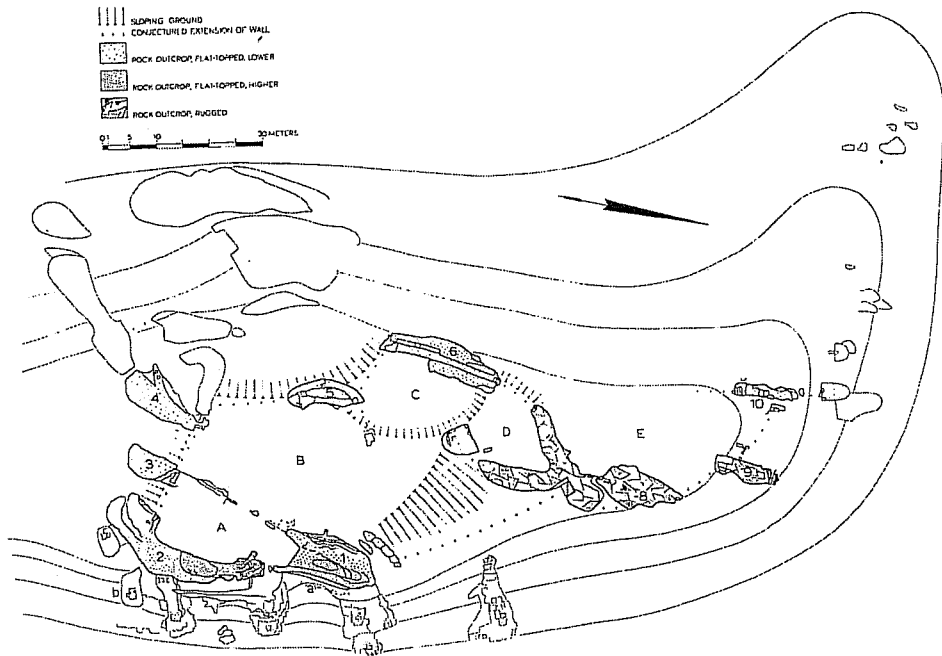 SLOPING GROUND
CONJECTURED EXTENSION OF WALL
ROCK OUTCROP, FLAT-TOPPED, LOWER
ROCK OUTCROP, FLAT-TOPPED, HIGHER
ROCK OUTCROP, RUGGED
0 1 5 10 20 METERS
6
4
5
C
10
D
E
3
B
9
8
A
2
1
a
b